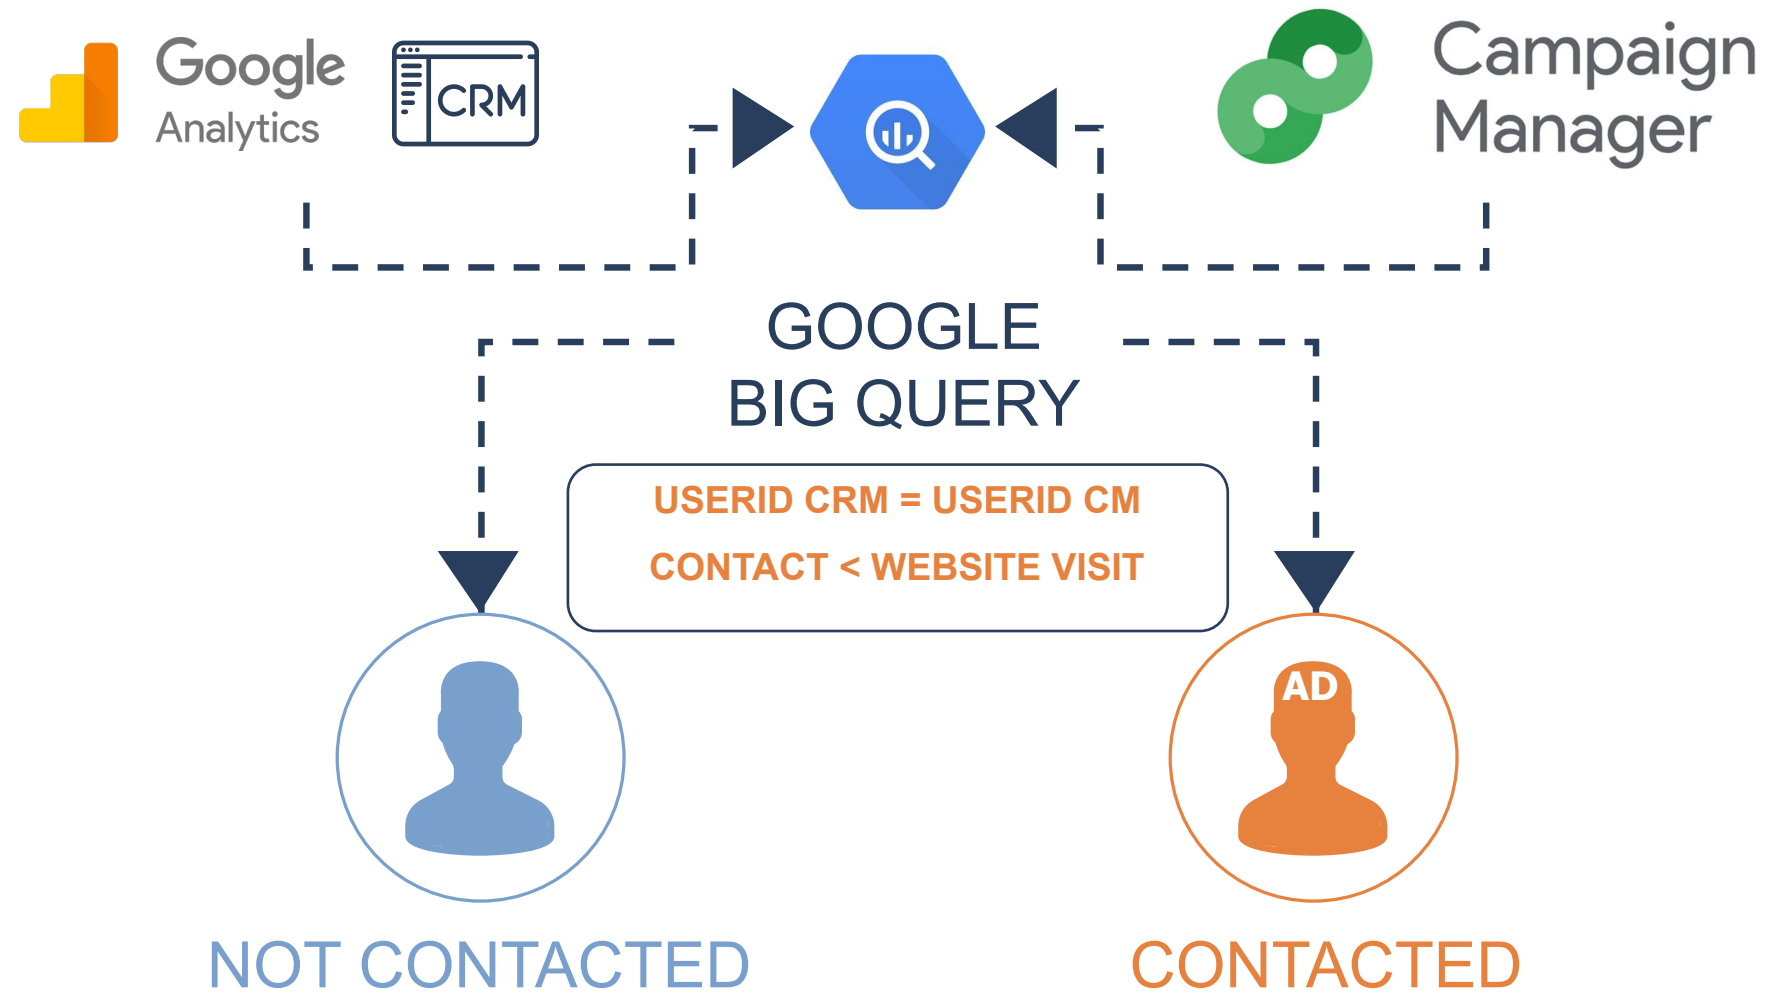 Google
Analytics
CRM
Campaign
Manager
GOOGLE
BIG QUERY
USERID CRM = USERID CM
CONTACT < WEBSITE VISIT
AD
NOT CONTACTED
CONTACTED